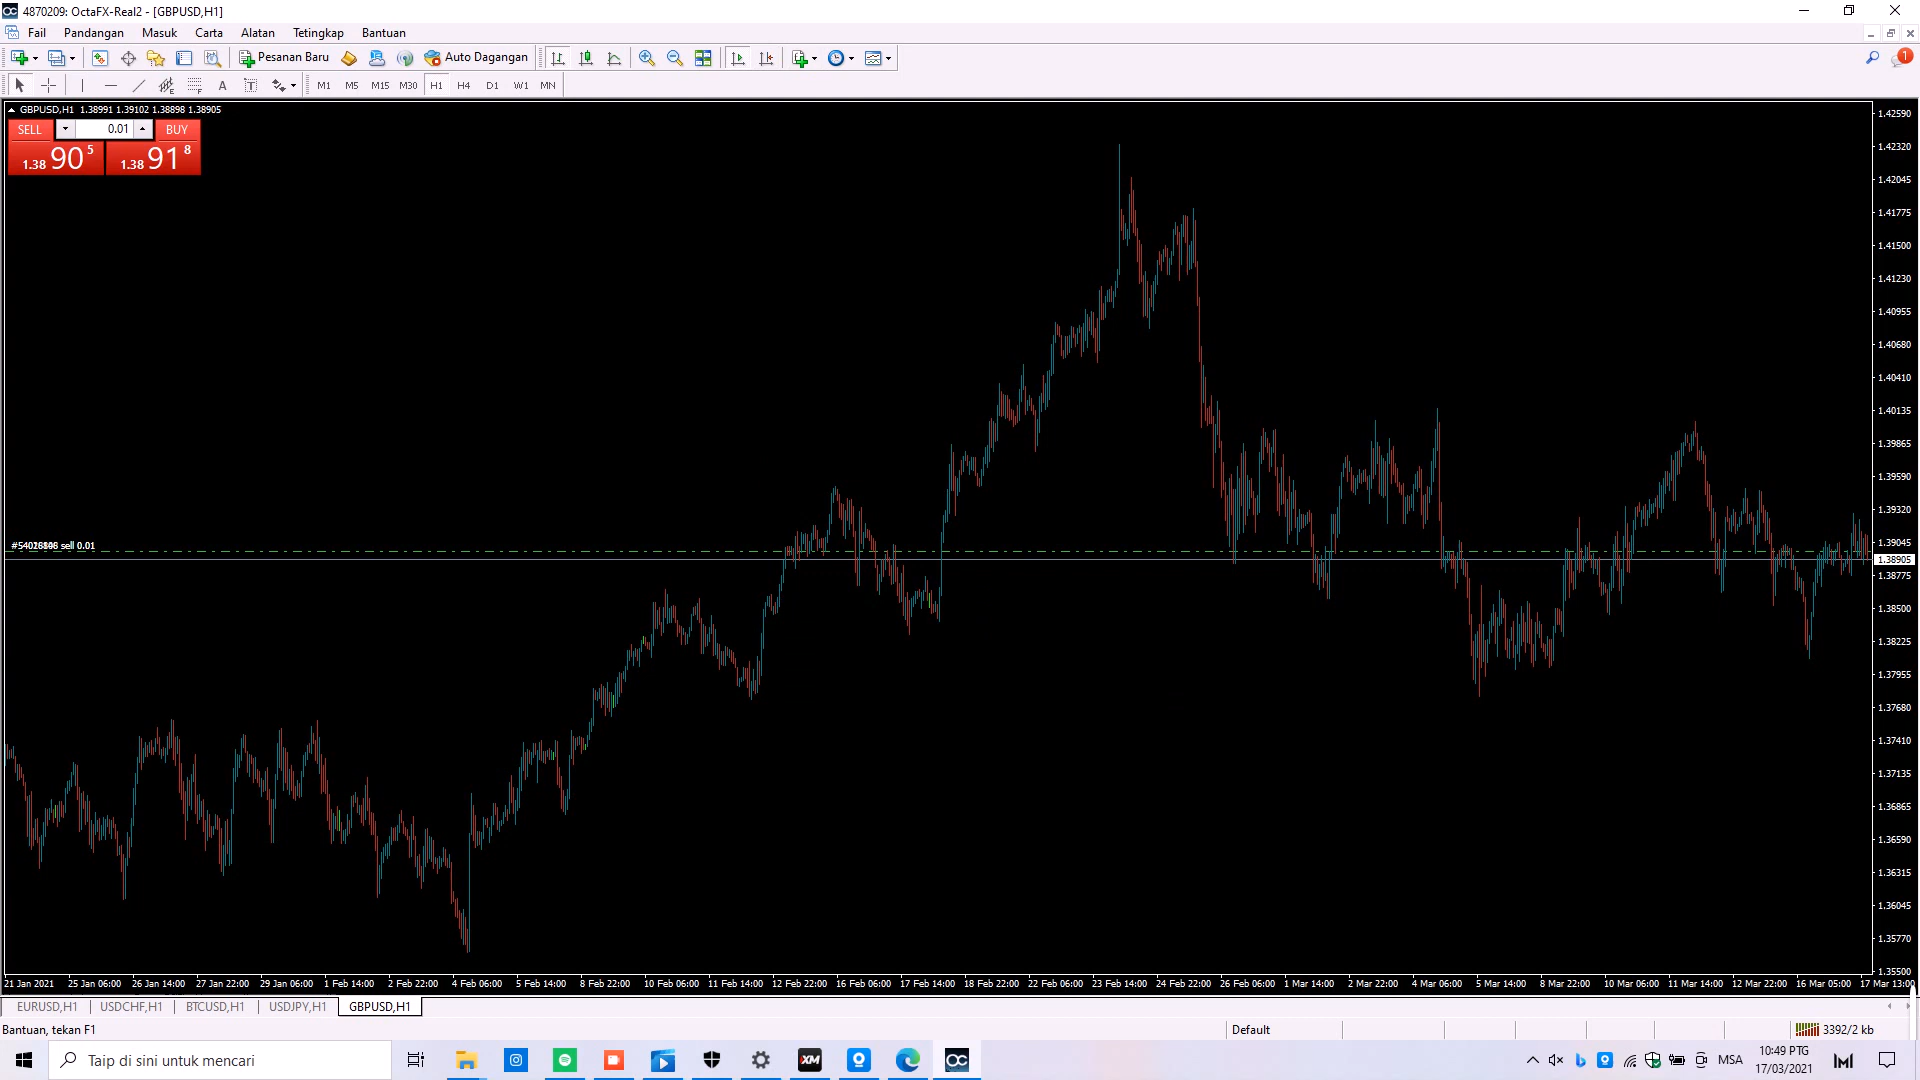 4870209: OctaFX-Real2 - [GBPUSD,H1]
Fail Pandangan Masuk Carta Alatan Tetingkap Bantuan
Pesanan Baru Auto Dagangan 1
A T M1 M5 M15 M30 H1 H4 D1 W1 MN
GBPUSD,H1 1.38991 1.39102 1.38898 1.38905
SELL 0.01 BUY
1.38 90 5 1.38 91 8
1.42590
1.42320
1.42045
1.41775
1.41500
1.41230
1.40955
1.40680
1.40410
1.40135
1.39865
1.39590
1.39320
1.39045
1.38905
1.38775
1.38500
1.38225
1.37955
1.37680
1.37410
1.37135
1.36865
1.36590
1.36315
1.36045
1.35770
1.35500
sell 0.01
21 Jan 2021 25 Jan 06:00 26 Jan 14:00 27 Jan 22:00 29 Jan 06:00 1 Feb 14:00 2 Feb 22:00 4 Feb 06:00 5 Feb 14:00 8 Feb 22:00 10 Feb 06:00 11 Feb 14:00 12 Feb 22:00 16 Feb 06:00 17 Feb 14:00 18 Feb 22:00 22 Feb 06:00 23 Feb 14:00 24 Feb 22:00 26 Feb 06:00 1 Mar 14:00 2 Mar 22:00 4 Mar 06:00 5 Mar 14:00 8 Mar 22:00 10 Mar 06:00 11 Mar 14:00 12 Mar 22:00 16 Mar 05:00 17 Mar 13:00
EURUSD,H1 USDCHF,H1 BTCUSD,H1 USDJPY,H1 GBPUSD,H1
Bantuan, tekan F1 Default 3392/2 kb
Taip di sini untuk mencari XM OC MSA 10:49 PTG
17/03/2021